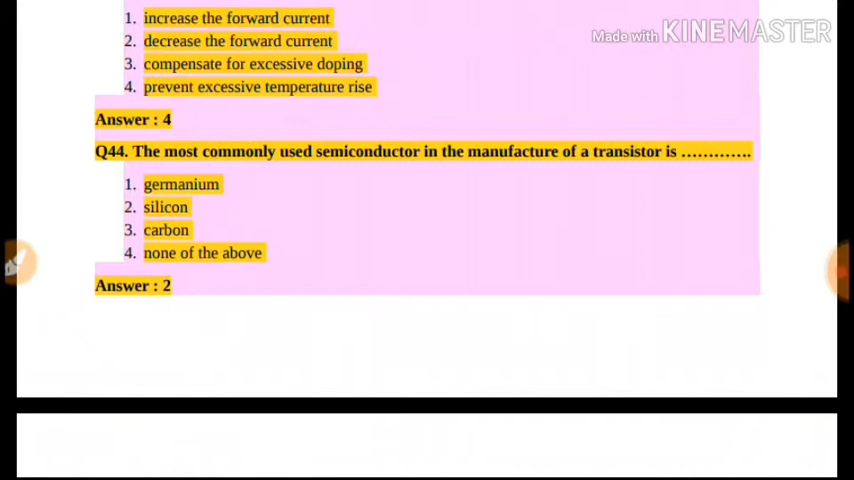 1. increase the forward current
Made with KINEMASTER
2. decrease the forward current
3. compensate for excessive doping
4. prevent excessive temperature rise
Answer : 4
Q44. The most commonly used semiconductor in the manufacture of a transistor is ………….
1. germanium
2. silicon
3. carbon
4. none of the above
Answer : 2